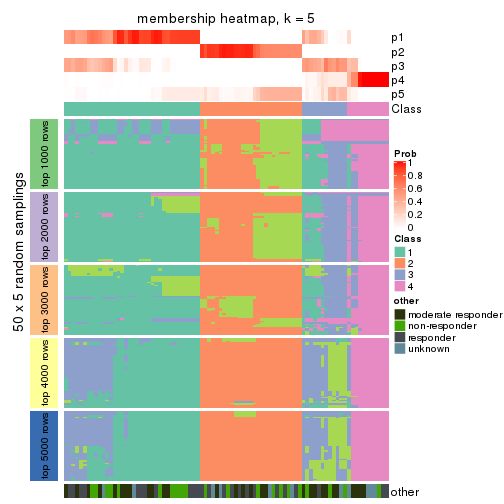 membership heatmap, k = 5
p1
p2
p3
p4
p5
Class
50 x 5 random samplings
top 1000 rows
top 2000 rows
top 3000 rows
top 4000 rows
top 5000 rows
other
Prob
1
0.8
0.6
0.4
0.2
0
Class
1
2
3
4
other
moderate responder
non-responder
responder
unknown